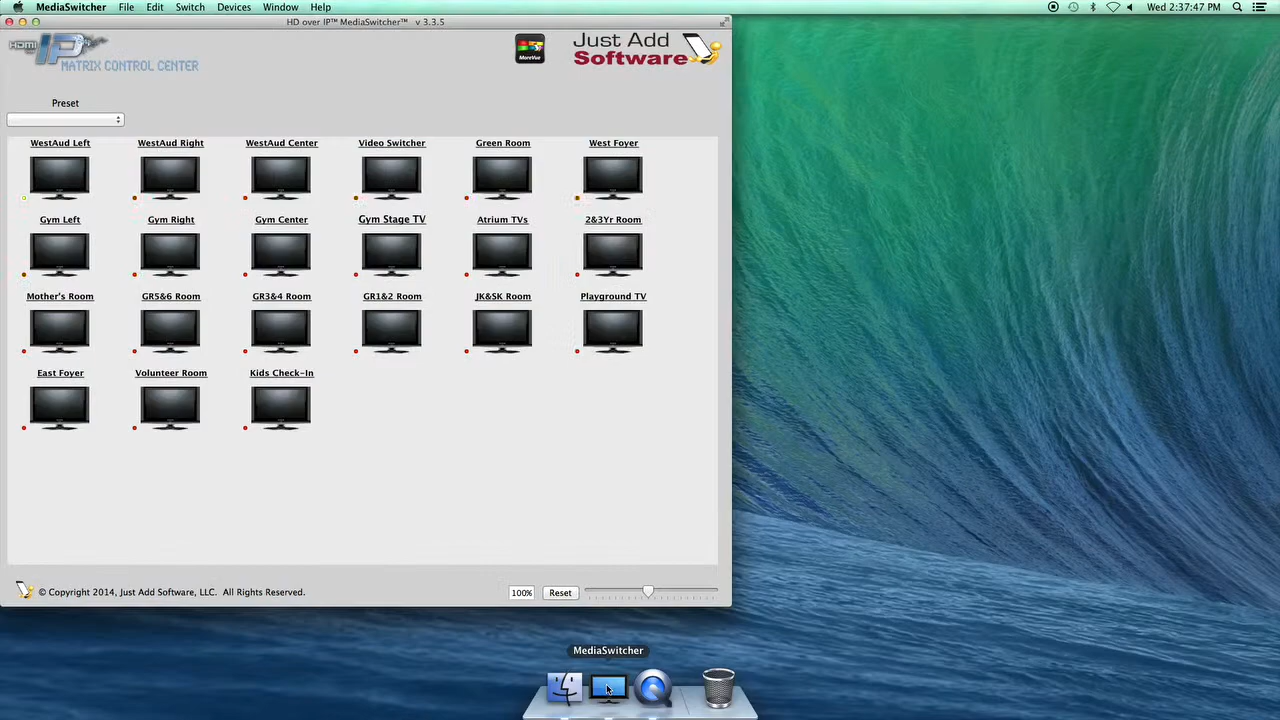 MediaSwitcher File Edit Switch Devices Window Help Wed 2:37:47 PM
HD over IP™ MediaSwitcher™ v 3.3.5
HDMI IP MATRIX CONTROL CENTER
MoreVue
Just Add Software
Preset
WestAud Left WestAud Right WestAud Center Video Switcher Green Room West Foyer
Gym Left Gym Right Gym Center Gym Stage TV Atrium TVs 2&3Yr Room
Mother's Room GR5&6 Room GR3&4 Room GR1&2 Room JK&SK Room Playground TV
East Foyer Volunteer Room Kids Check-In
© Copyright 2014, Just Add Software, LLC. All Rights Reserved. 100% Reset
MediaSwitcher